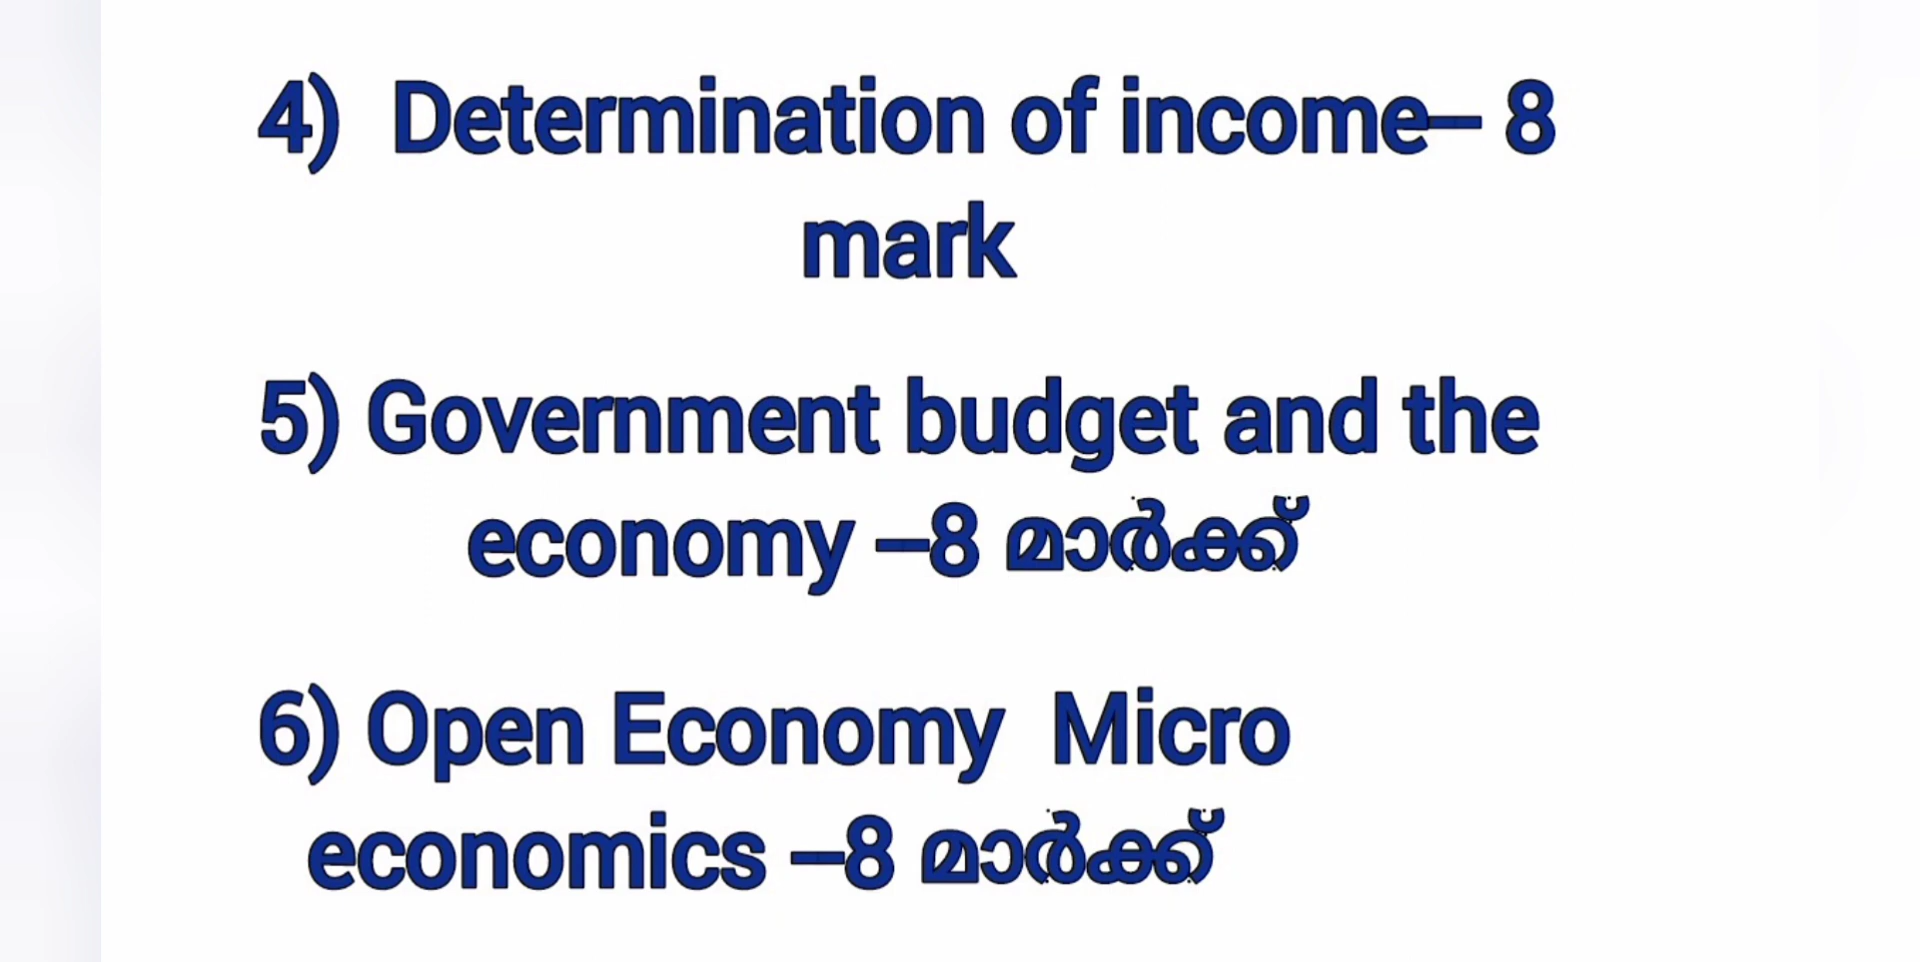 4) Determination of income– 8
mark
5) Government budget and the
economy –8 മാർക്ക്
6) Open Economy Micro
economics –8 മാർക്ക്